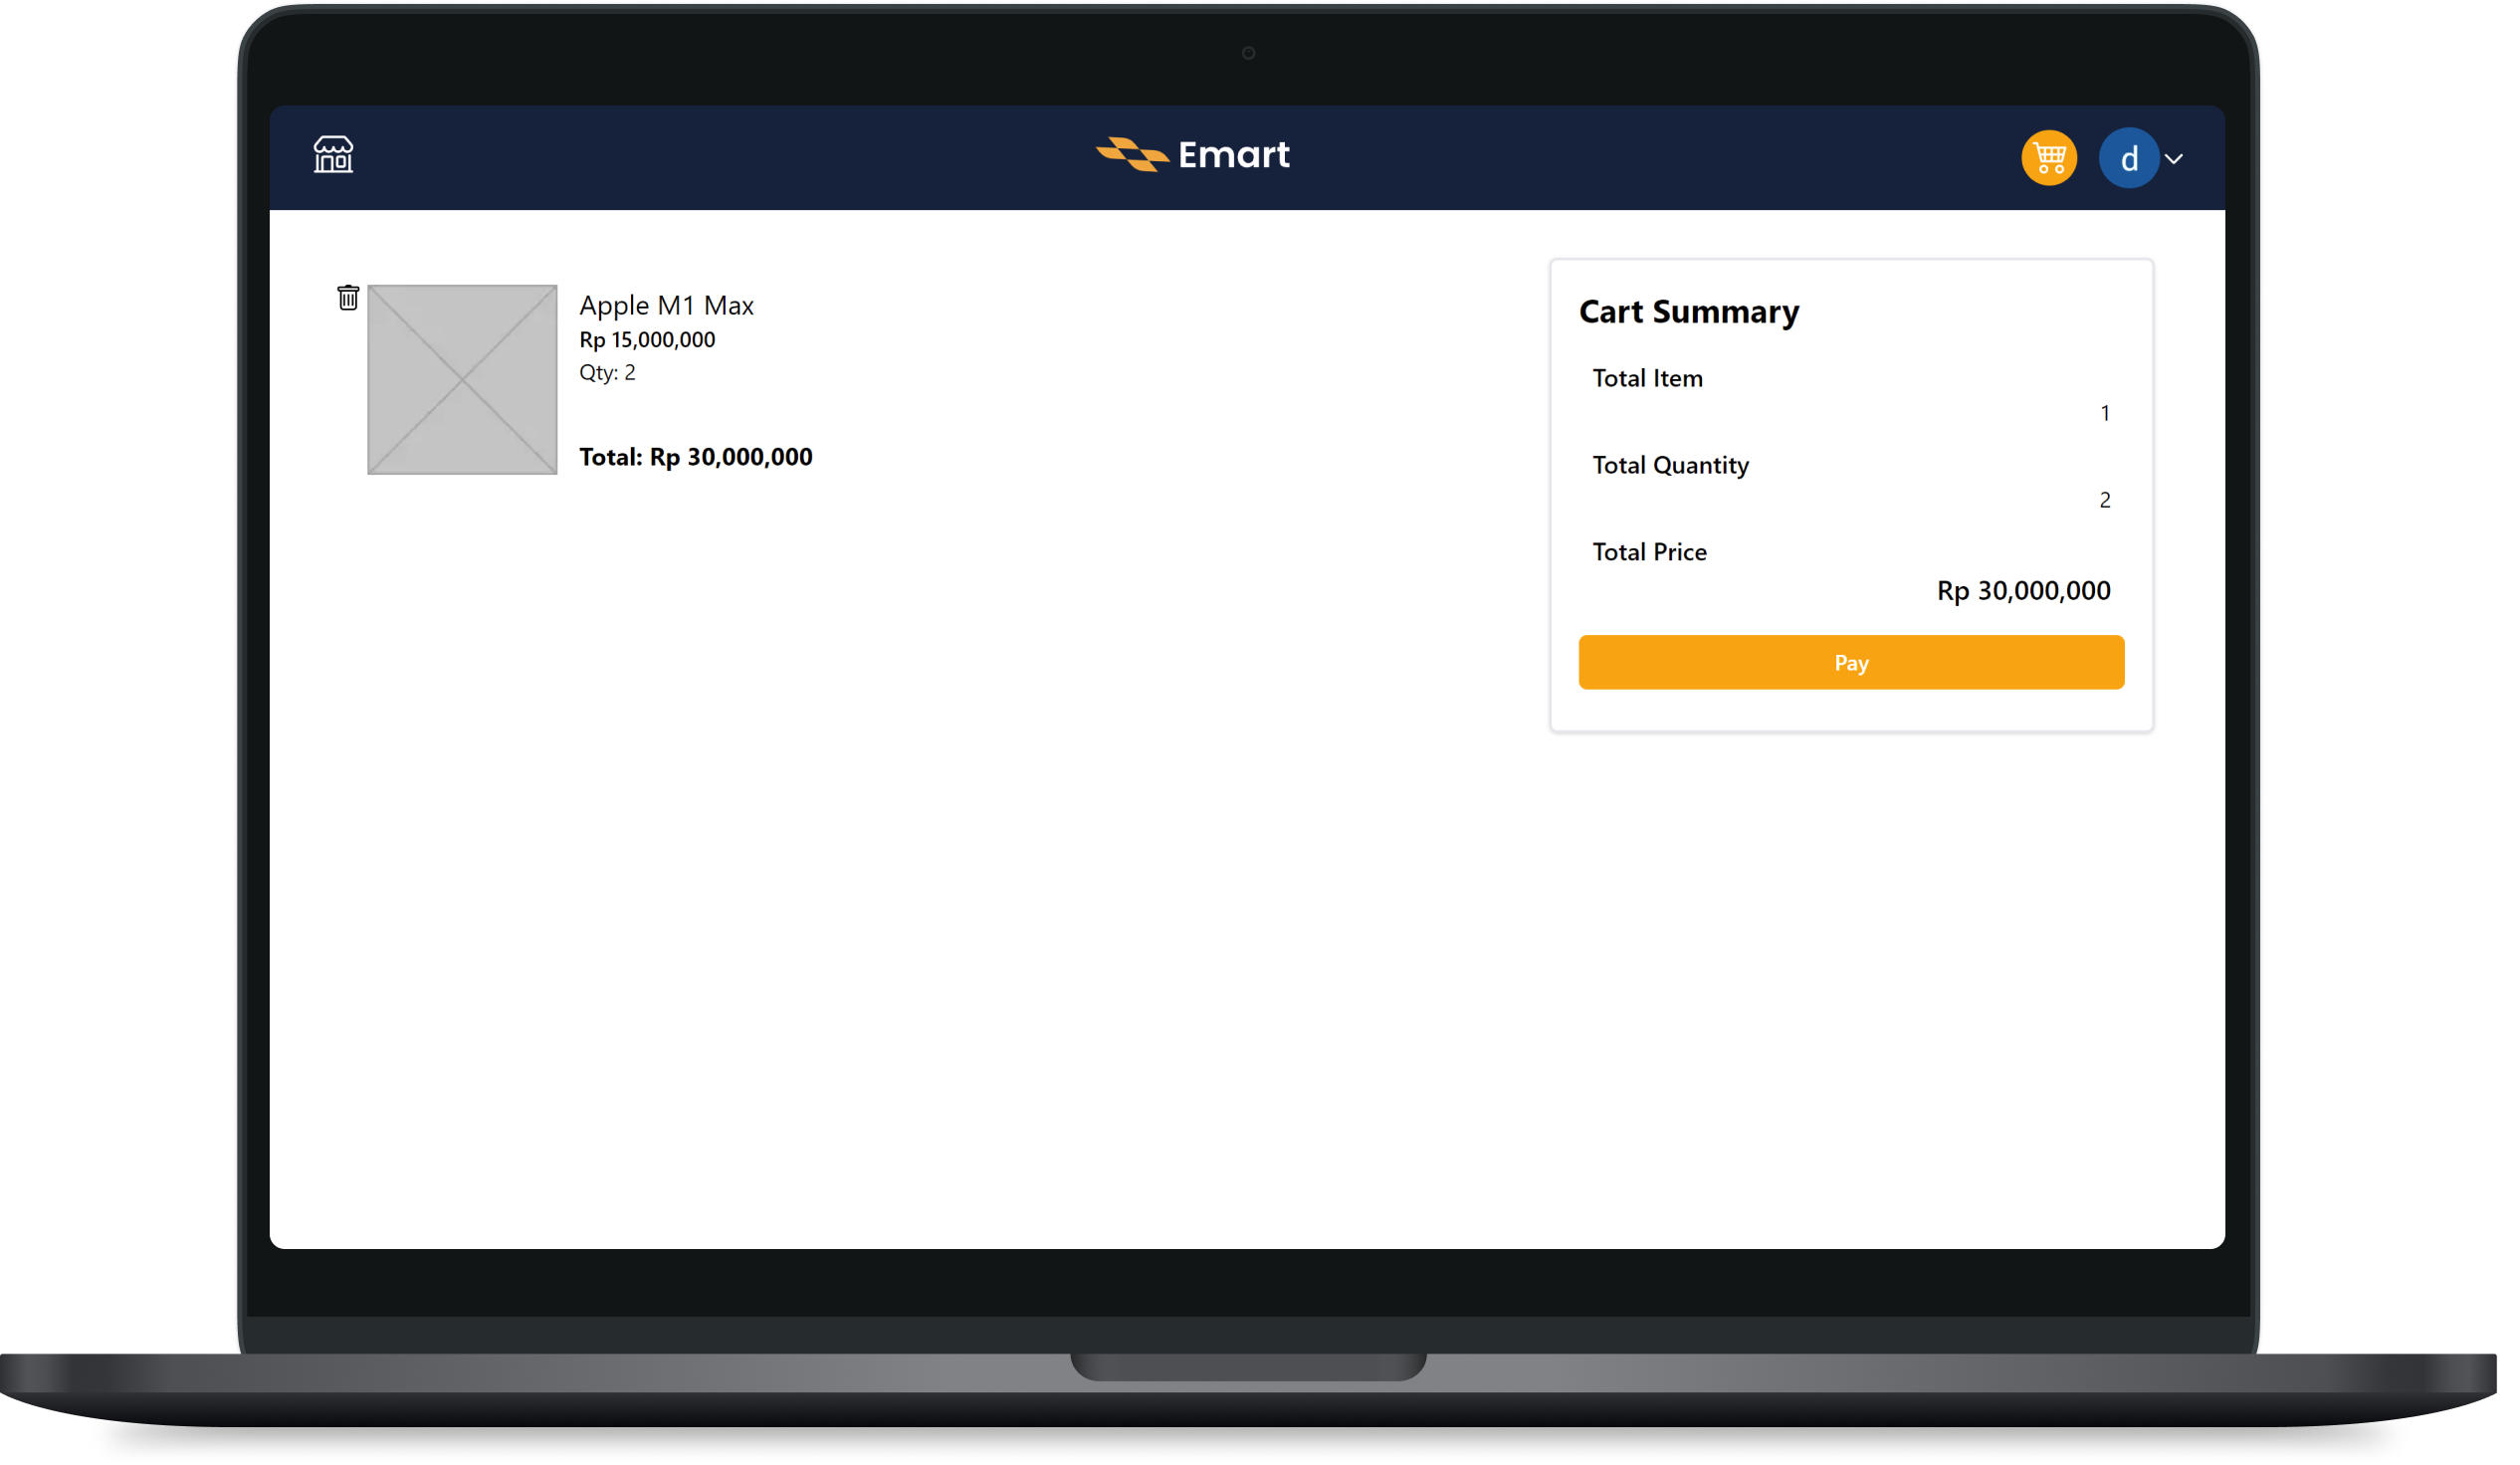 Emart
d
Apple M1 Max
Rp 15,000,000
Qty: 2
Total: Rp 30,000,000
Cart Summary
Total Item
1
Total Quantity
2
Total Price
Rp 30,000,000
Pay